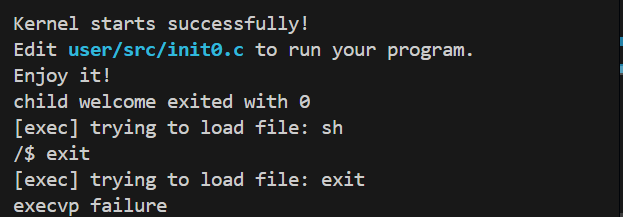 Kernel starts successfully!
Edit user/src/init0.c to run your program.
Enjoy it!
child welcome exited with 0
[exec] trying to load file: sh
/$ exit
[exec] trying to load file: exit
execvp failure